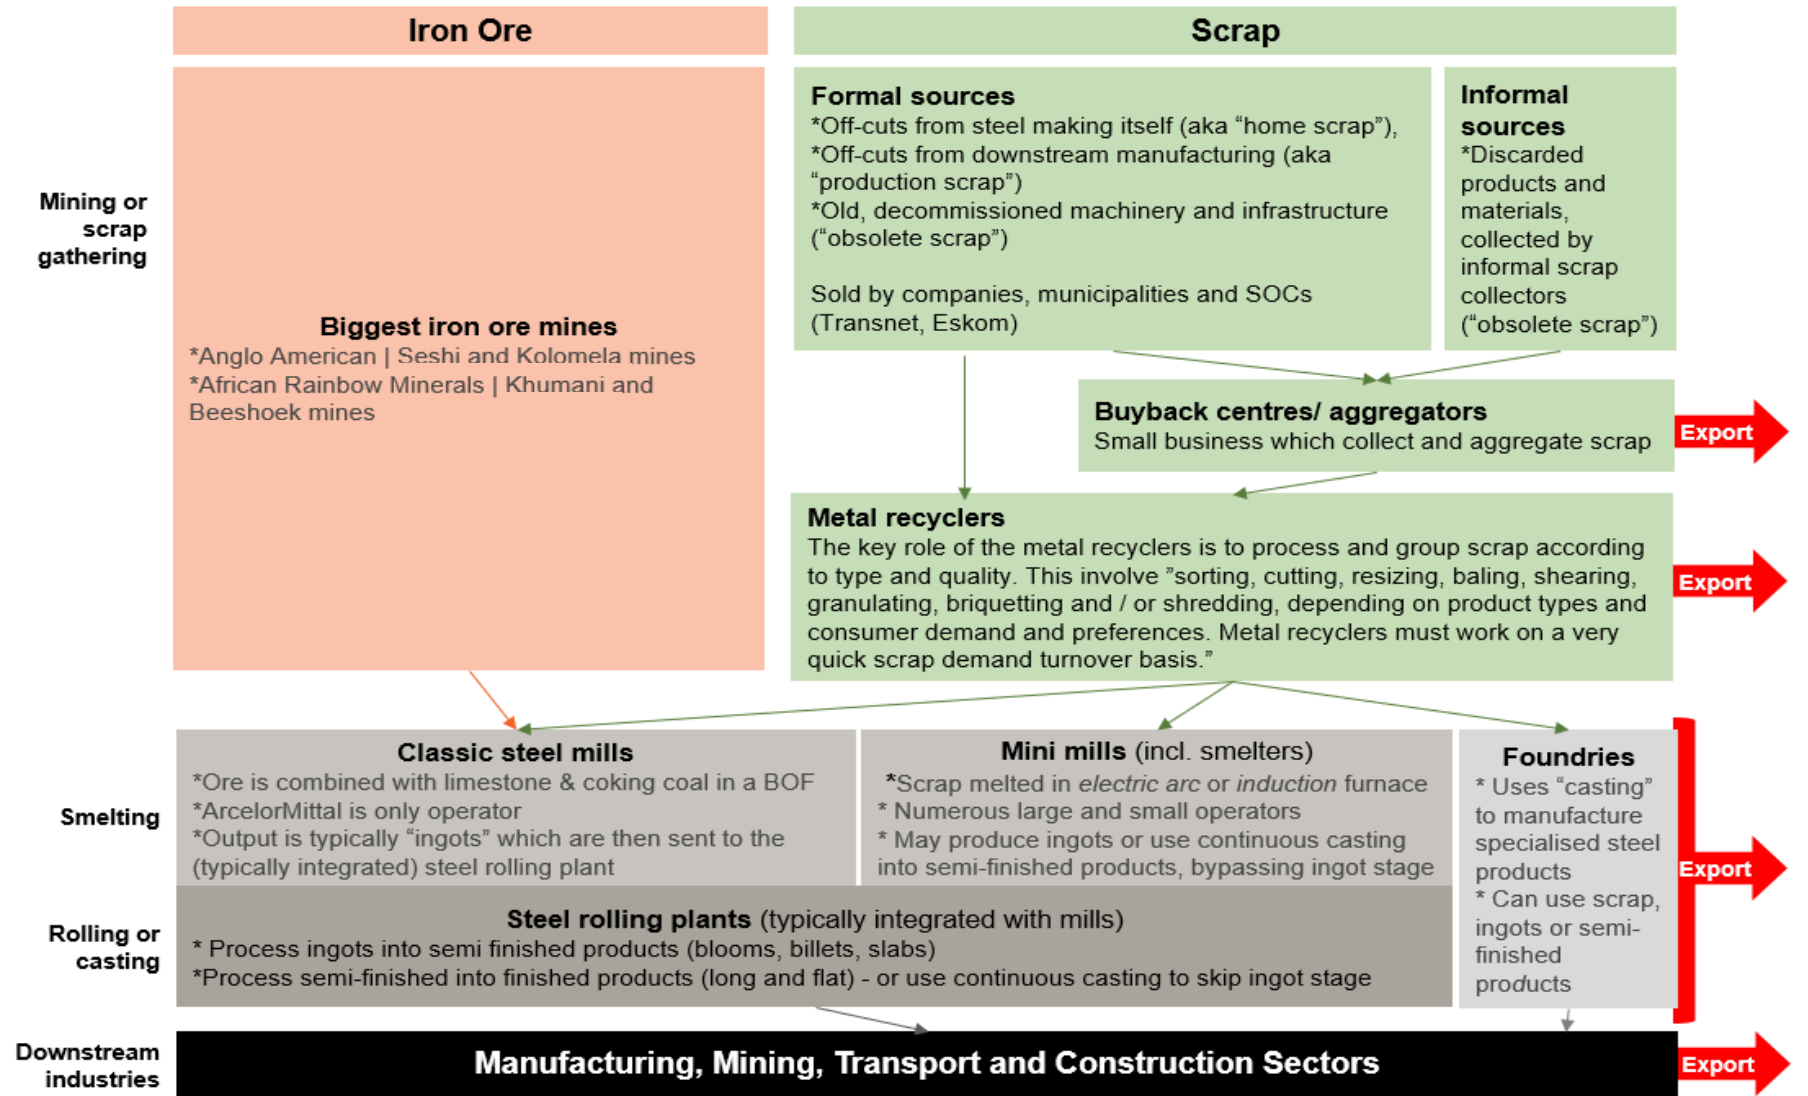 Iron Ore
Scrap
Mining or
scrap
gathering
Biggest iron ore mines
*Anglo American | Seshi and Kolomela mines
*African Rainbow Minerals | Khumani and
Beeshoek mines
Formal sources
*Off-cuts from steel making itself (aka “home scrap”),
*Off-cuts from downstream manufacturing (aka
“production scrap”)
*Old, decommissioned machinery and infrastructure
(“obsolete scrap”)
Sold by companies, municipalities and SOCs
(Transnet, Eskom)
Informal
sources
*Discarded
products and
materials,
collected by
informal scrap
collectors
(“obsolete scrap”)
Buyback centres/ aggregators
Small business which collect and aggregate scrap
Export
Metal recyclers
The key role of the metal recyclers is to process and group scrap according
to type and quality. This involve ”sorting, cutting, resizing, baling, shearing,
granulating, briquetting and / or shredding, depending on product types and
consumer demand and preferences. Metal recyclers must work on a very
quick scrap demand turnover basis.”
Export
Smelting
Classic steel mills
*Ore is combined with limestone & coking coal in a BOF
*ArcelorMittal is only operator
*Output is typically “ingots” which are then sent to the
(typically integrated) steel rolling plant
Mini mills (incl. smelters)
*Scrap melted in electric arc or induction furnace
* Numerous large and small operators
* May produce ingots or use continuous casting
into semi-finished products, bypassing ingot stage
Foundries
* Uses “casting”
to manufacture
specialised steel
products
* Can use scrap,
ingots or semi-
finished
products
Export
Rolling or
casting
Steel rolling plants (typically integrated with mills)
* Process ingots into semi finished products (blooms, billets, slabs)
*Process semi-finished into finished products (long and flat) - or use continuous casting to skip ingot stage
Downstream
industries
Manufacturing, Mining, Transport and Construction Sectors
Export